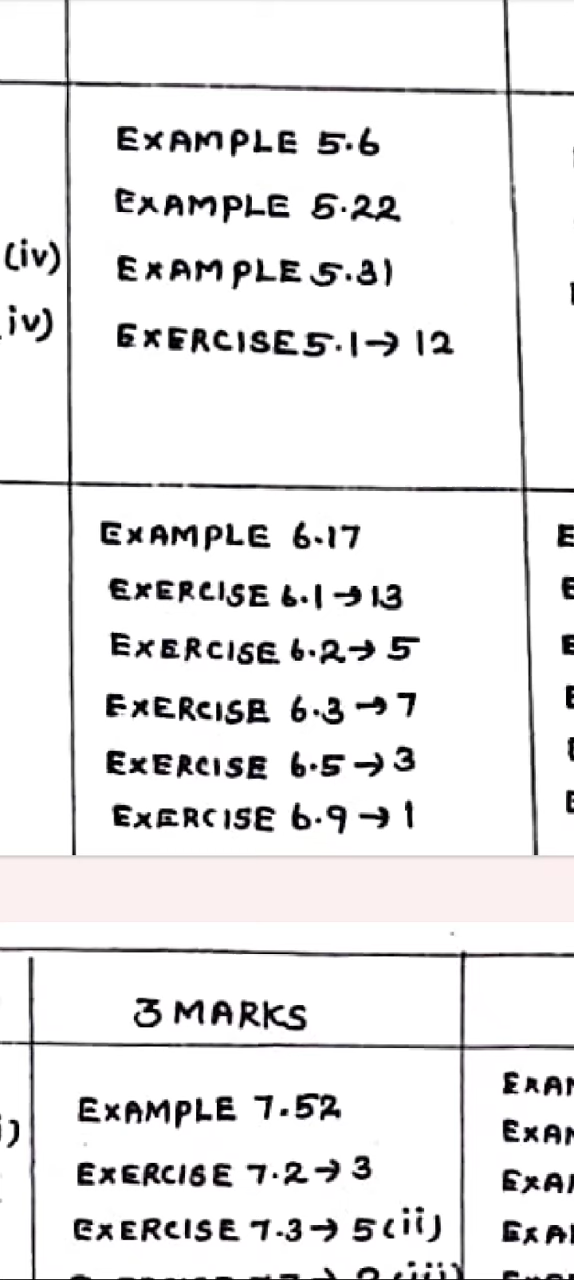 EXAMPLE 5.6
EXAMPLE 5.22
(iv)
EXAMPLE 5.31
iv)
EXERCISE 5.1→ 12
EXAMPLE 6.17
EXERCISE 6.1→13
EXERCISE 6.2→ 5
EXERCISE 6.3→7
EXERCISE 6.5→3
EXERCISE 6.9→ 1
3 MARKS
EXAMPLE 7.52
EXERCISE 7.2→ 3
EXERCISE 7.3→ 5(ii)